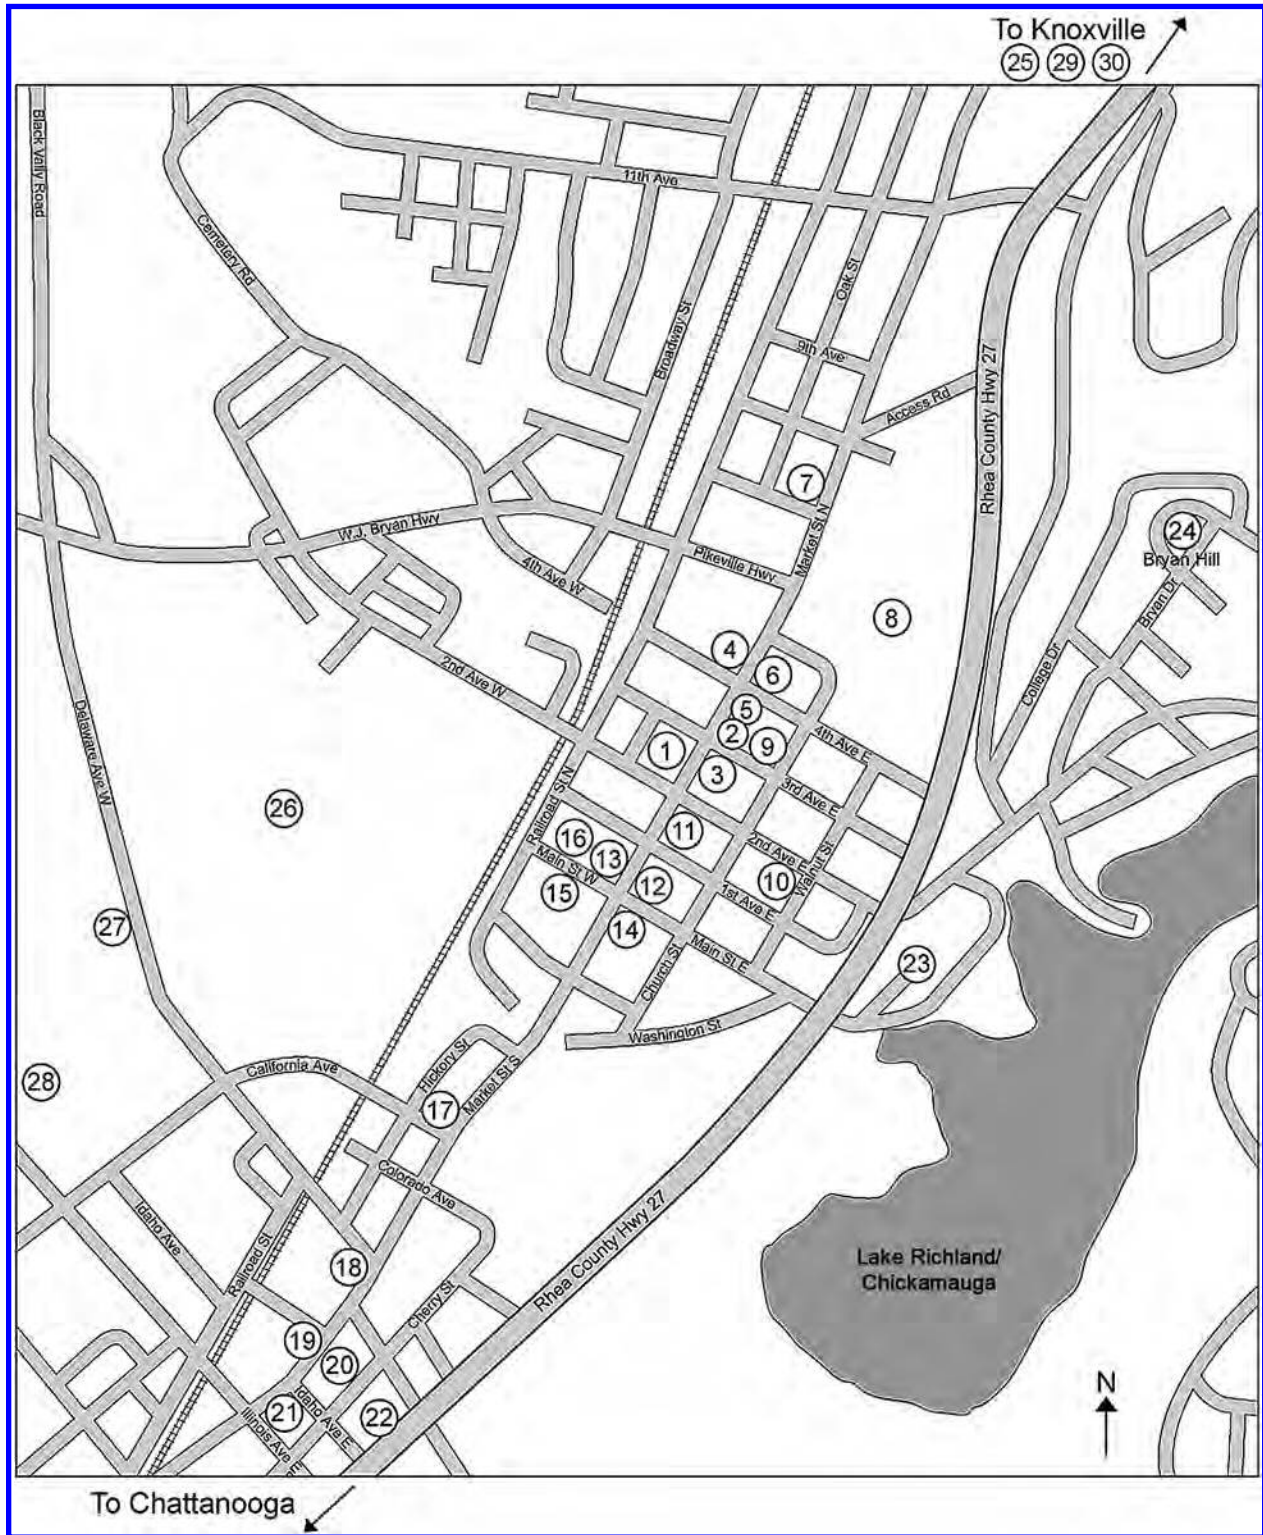 To Knoxville
25 29 30
Black Vally Road
11th Ave
Cemetery Rd
Oak St
Broadway St
9th Ave
Rhea County Hwy 27
Access Rd
7
W.J. Bryan Hwy
24
Bryan Hill
Market St N
Pikeville Hwy
4th Ave W
Bryan Dr
8
4
6
2nd Ave W
College Dr
5
2
9
1
4th Ave E
3
Delaware Ave W
3rd Ave E
26
Railroad St N
11
16
13
2nd Ave E
Walnut St
Main St W
12
10
15
1st Ave E
27
14
Main St E
23
Church St
Washington St
28
California Ave
Hickory St
Market St S
17
Colorado Ave
Idaho Ave
Railroad St
Rhea County Hwy 27
18
Lake Richland/
Chickamauga
Cherry St
19
20
N
21
Idaho Ave E
22
Illinois Ave
To Chattanooga